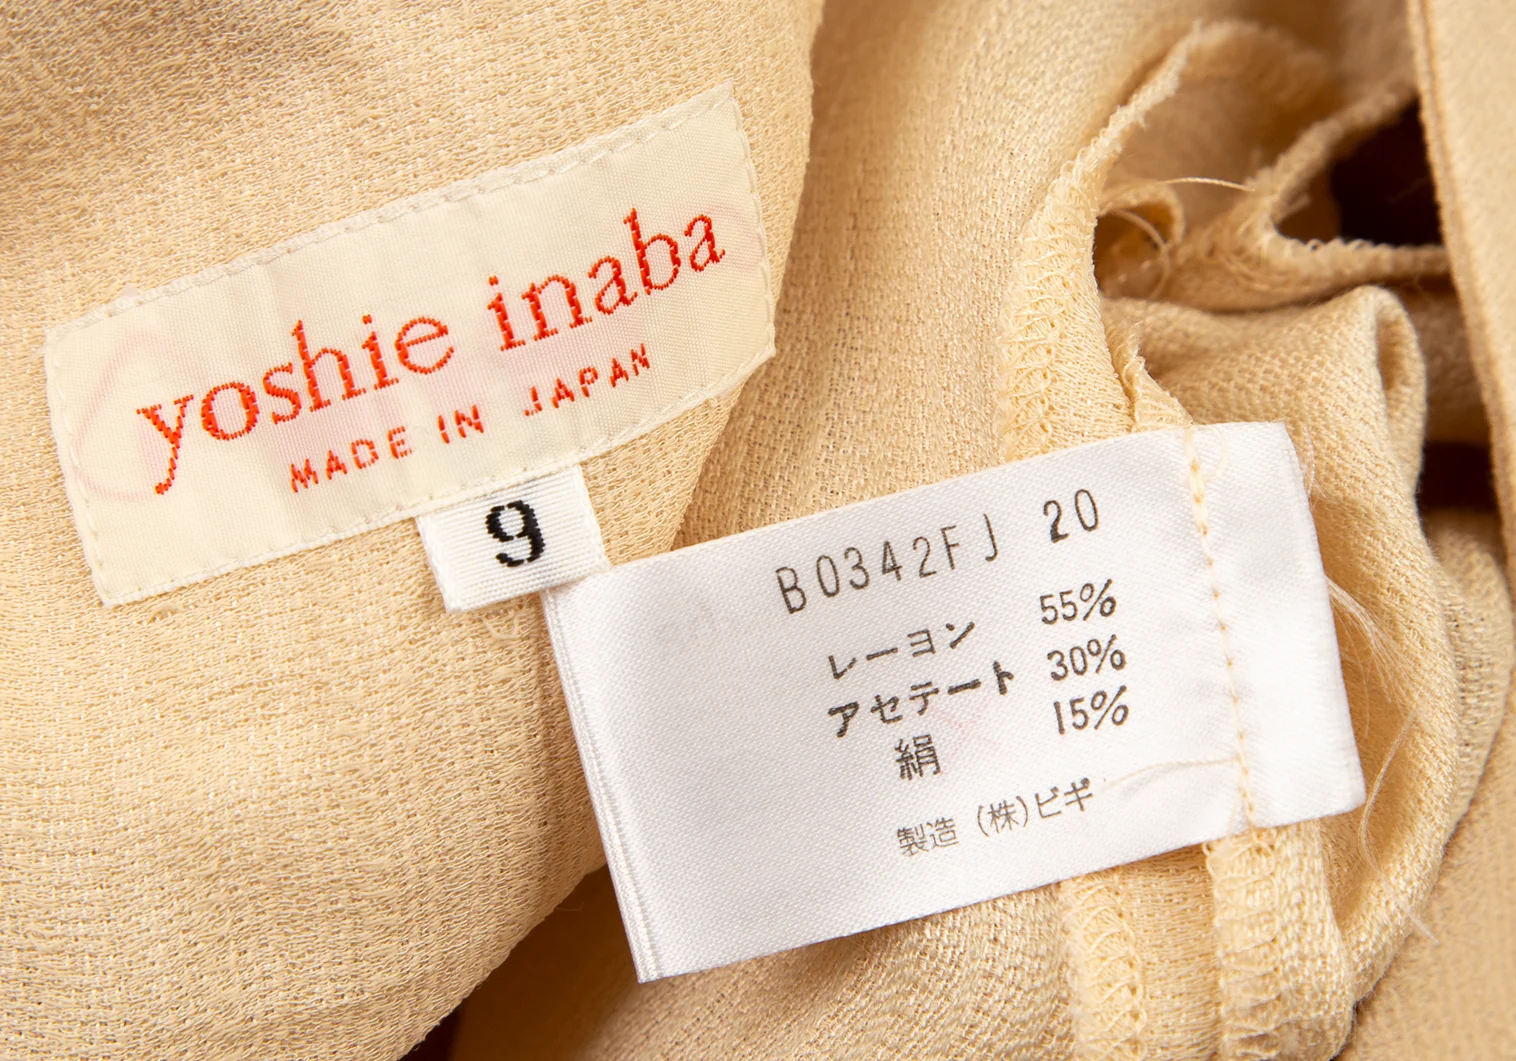 yoshie inaba
MADE IN JAPAN
9
B0342FJ 20
レーヨン 55%
アセテート 30%
絹 15%
製造 (株)ビギ